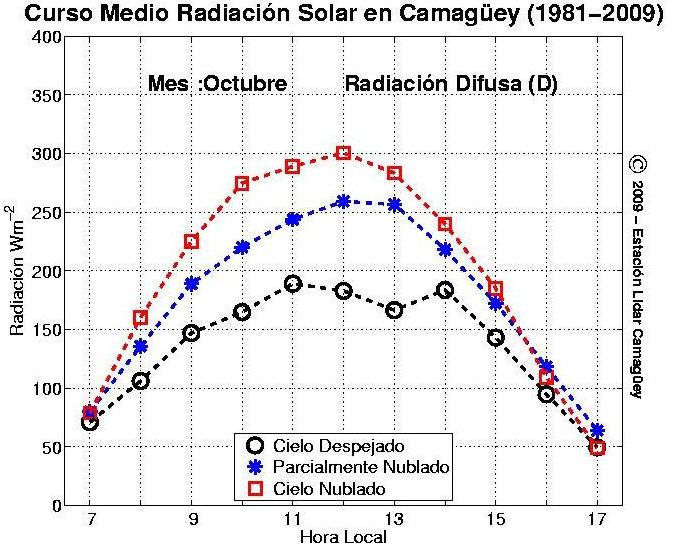 Curso Medio Radiación Solar en Camagüey (1981−2009)
Mes :Octubre
Radiación Difusa (D)
Radiación Wm−2
400
350
300
250
200
150
100
50
0
7
9
11
13
15
17
Hora Local
Cielo Despejado
Parcialmente Nublado
Cielo Nublado
© 2009 − Estación Lidar Camagüey